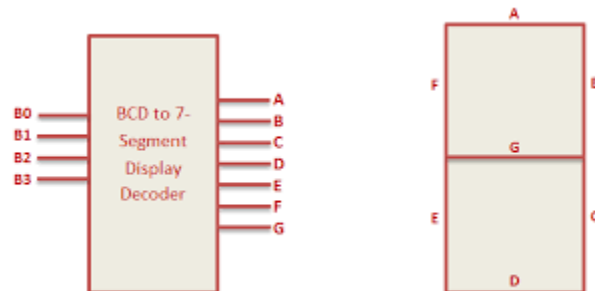 B0
B1
B2
B3
BCD to 7-
Segment
Display
Decoder
A
B
C
D
E
F
G
A
F
G
E
D